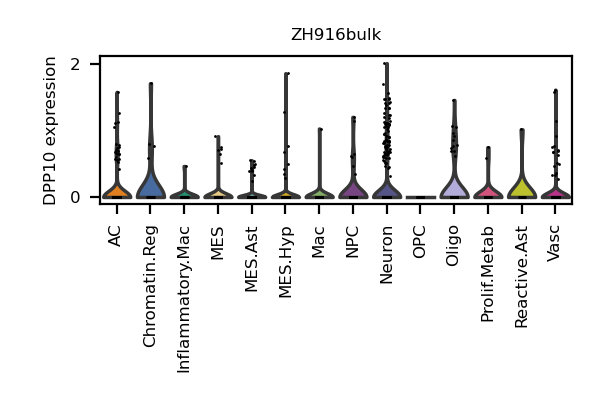 ZH916bulk
DPP10 expression
2
0
AC
Chromatin.Reg
Inflammatory.Mac
MES
MES.Ast
MES.Hyp
Mac
NPC
Neuron
OPC
Oligo
Prolif.Metab
Reactive.Ast
Vasc